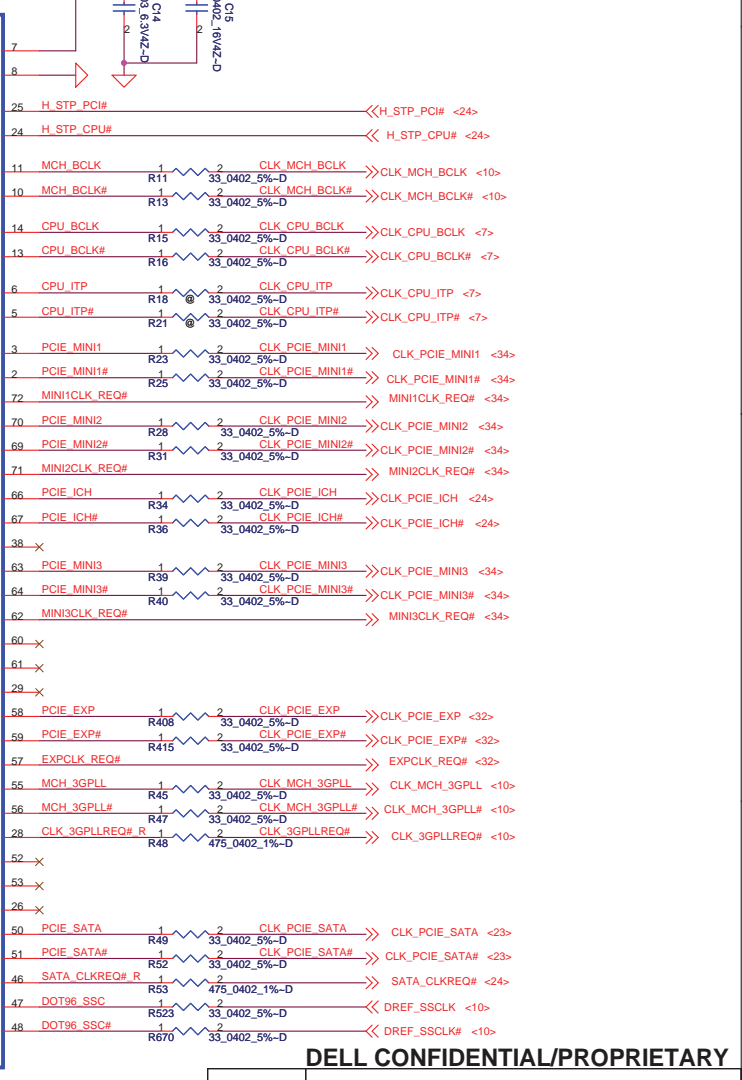 C14
03_6.3V4Z~D
2
C15
0402_16V4Z~D
2
7
8
25 H_STP_PCI# H_STP_PCI# <24>
24 H_STP_CPU# H_STP_CPU# <24>
11 MCH_BCLK 1 2 CLK_MCH_BCLK CLK_MCH_BCLK <10>
R11 33_0402_5%~D
10 MCH_BCLK# 1 2 CLK_MCH_BCLK# CLK_MCH_BCLK# <10>
R13 33_0402_5%~D
14 CPU_BCLK 1 2 CLK_CPU_BCLK CLK_CPU_BCLK <7>
R15 33_0402_5%~D
13 CPU_BCLK# 1 2 CLK_CPU_BCLK# CLK_CPU_BCLK# <7>
R16 33_0402_5%~D
6 CPU_ITP 1 2 CLK_CPU_ITP CLK_CPU_ITP <7>
R18 @ 33_0402_5%~D
5 CPU_ITP# 1 2 CLK_CPU_ITP# CLK_CPU_ITP# <7>
R21 @ 33_0402_5%~D
3 PCIE_MINI1 1 2 CLK_PCIE_MINI1 CLK_PCIE_MINI1 <34>
R23 33_0402_5%~D
2 PCIE_MINI1# 1 2 CLK_PCIE_MINI1# CLK_PCIE_MINI1# <34>
R25 33_0402_5%~D
72 MINI1CLK_REQ# MINI1CLK_REQ# <34>
70 PCIE_MINI2 1 2 CLK_PCIE_MINI2 CLK_PCIE_MINI2 <34>
R28 33_0402_5%~D
69 PCIE_MINI2# 1 2 CLK_PCIE_MINI2# CLK_PCIE_MINI2# <34>
R31 33_0402_5%~D
71 MINI2CLK_REQ# MINI2CLK_REQ# <34>
66 PCIE_ICH 1 2 CLK_PCIE_ICH CLK_PCIE_ICH <24>
R34 33_0402_5%~D
67 PCIE_ICH# 1 2 CLK_PCIE_ICH# CLK_PCIE_ICH# <24>
R36 33_0402_5%~D
38
63 PCIE_MINI3 1 2 CLK_PCIE_MINI3 CLK_PCIE_MINI3 <34>
R39 33_0402_5%~D
64 PCIE_MINI3# 1 2 CLK_PCIE_MINI3# CLK_PCIE_MINI3# <34>
R40 33_0402_5%~D
62 MINI3CLK_REQ# MINI3CLK_REQ# <34>
60
61
29
58 PCIE_EXP 1 2 CLK_PCIE_EXP CLK_PCIE_EXP <32>
R408 33_0402_5%~D
59 PCIE_EXP# 1 2 CLK_PCIE_EXP# CLK_PCIE_EXP# <32>
R415 33_0402_5%~D
57 EXPCLK_REQ# EXPCLK_REQ# <32>
55 MCH_3GPLL 1 2 CLK_MCH_3GPLL CLK_MCH_3GPLL <10>
R45 33_0402_5%~D
56 MCH_3GPLL# 1 2 CLK_MCH_3GPLL# CLK_MCH_3GPLL# <10>
R47 33_0402_5%~D
28 CLK_3GPLLREQ#_R 1 2 CLK_3GPLLREQ# CLK_3GPLLREQ# <10>
R48 475_0402_1%~D
52
53
26
50 PCIE_SATA 1 2 CLK_PCIE_SATA CLK_PCIE_SATA <23>
R49 33_0402_5%~D
51 PCIE_SATA# 1 2 CLK_PCIE_SATA# CLK_PCIE_SATA# <23>
R52 33_0402_5%~D
46 SATA_CLKREQ#_R 1 2 SATA_CLKREQ# <24>
R53 475_0402_1%~D
47 DOT96_SSC 1 2 DREF_SSCLK <10>
R523 33_0402_5%~D
48 DOT96_SSC# 1 2 DREF_SSCLK# <10>
R670 33_0402_5%~D
DELL CONFIDENTIAL/PROPRIETARY